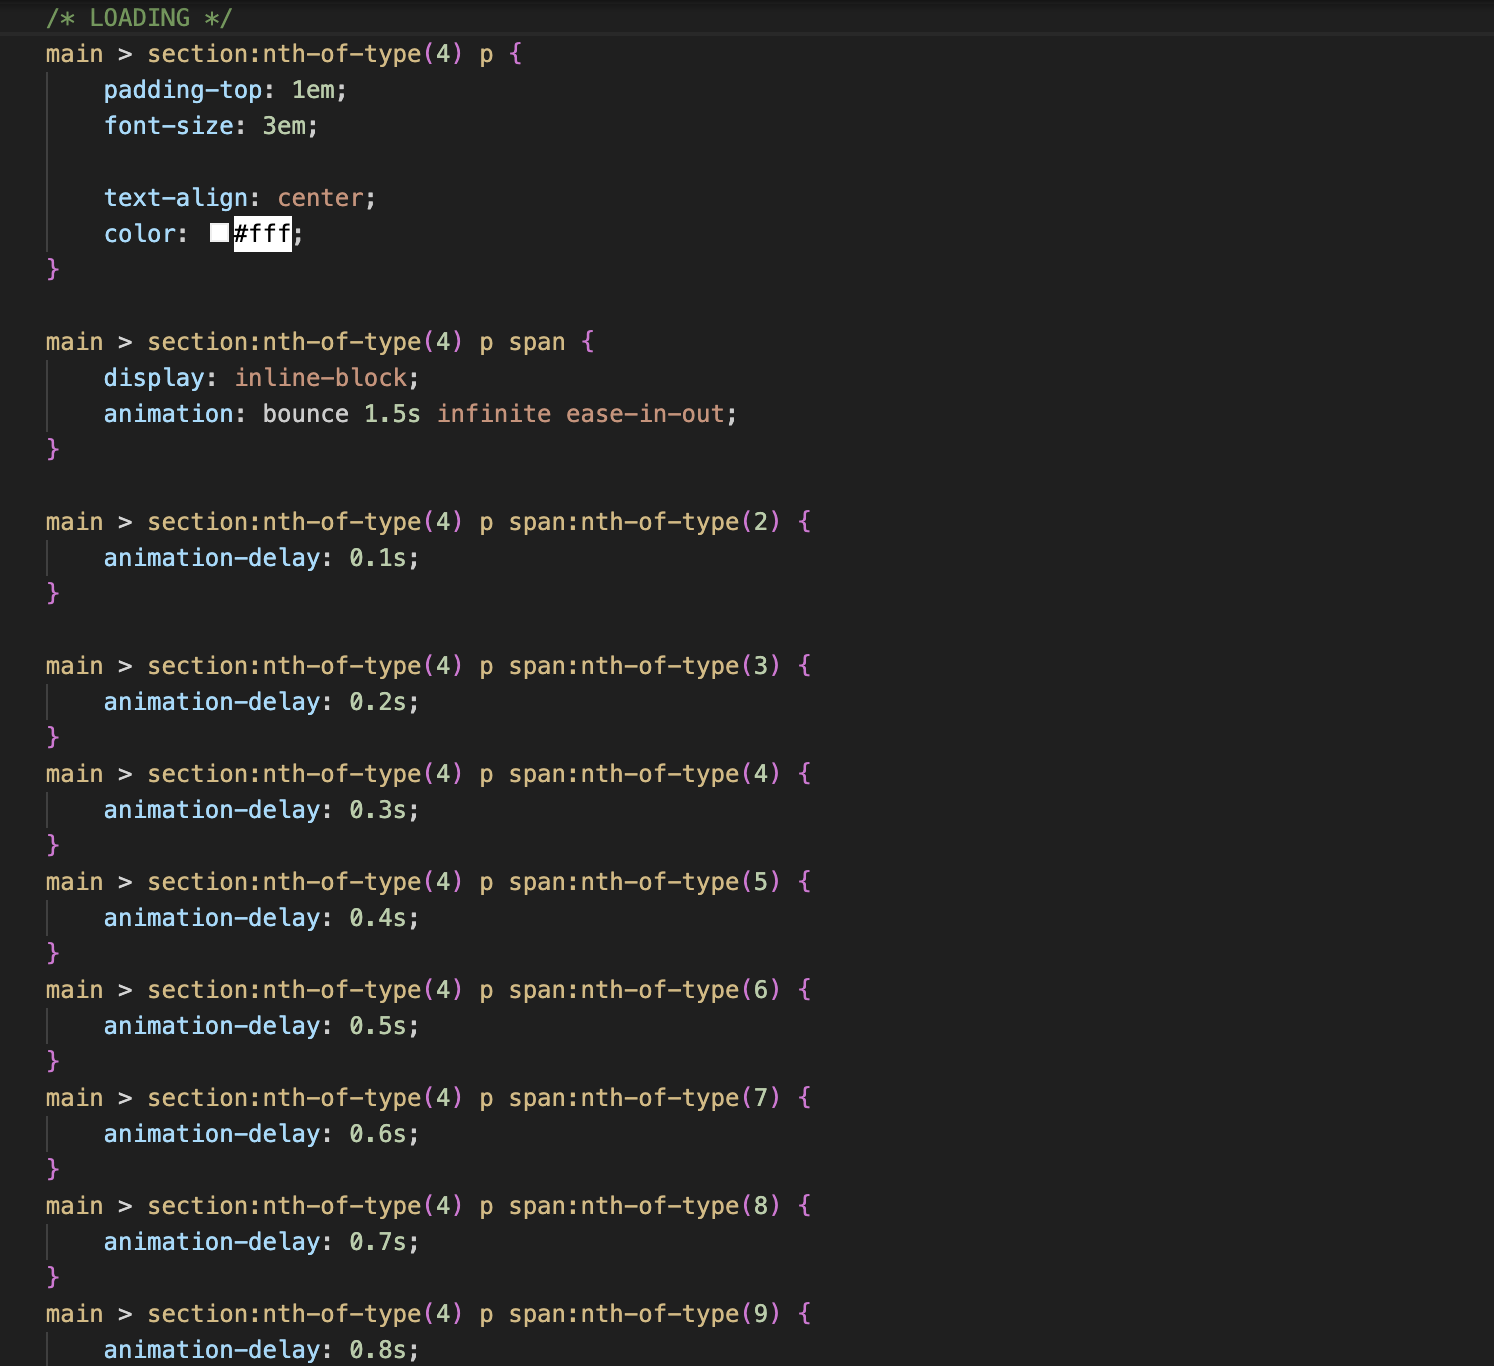 /* LOADING */
main > section:nth-of-type(4) p {
    padding-top: 1em;
    font-size: 3em;

    text-align: center;
    color: #fff;
}

main > section:nth-of-type(4) p span {
    display: inline-block;
    animation: bounce 1.5s infinite ease-in-out;
}

main > section:nth-of-type(4) p span:nth-of-type(2) {
    animation-delay: 0.1s;
}

main > section:nth-of-type(4) p span:nth-of-type(3) {
    animation-delay: 0.2s;
}
main > section:nth-of-type(4) p span:nth-of-type(4) {
    animation-delay: 0.3s;
}
main > section:nth-of-type(4) p span:nth-of-type(5) {
    animation-delay: 0.4s;
}
main > section:nth-of-type(4) p span:nth-of-type(6) {
    animation-delay: 0.5s;
}
main > section:nth-of-type(4) p span:nth-of-type(7) {
    animation-delay: 0.6s;
}
main > section:nth-of-type(4) p span:nth-of-type(8) {
    animation-delay: 0.7s;
}
main > section:nth-of-type(4) p span:nth-of-type(9) {
    animation-delay: 0.8s;